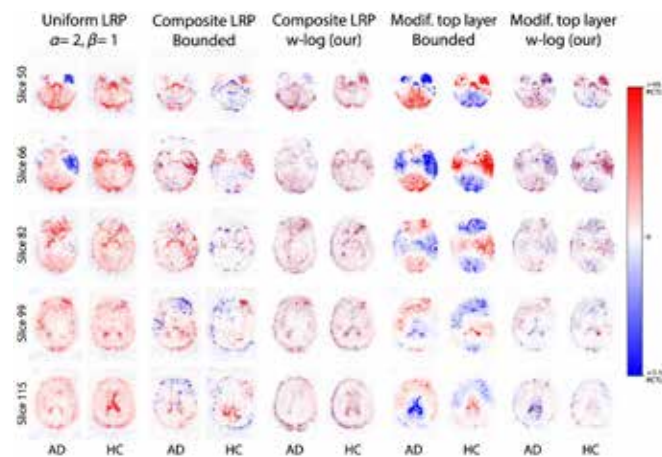 Uniform LRP
α= 2, β= 1
Composite LRP
Bounded
Composite LRP
w-log (our)
Modif. top layer
Bounded
Modif. top layer
w-log (our)
Slice 50
Slice 66
Slice 82
Slice 99
Slice 115
AD HC AD HC AD HC AD HC AD HC